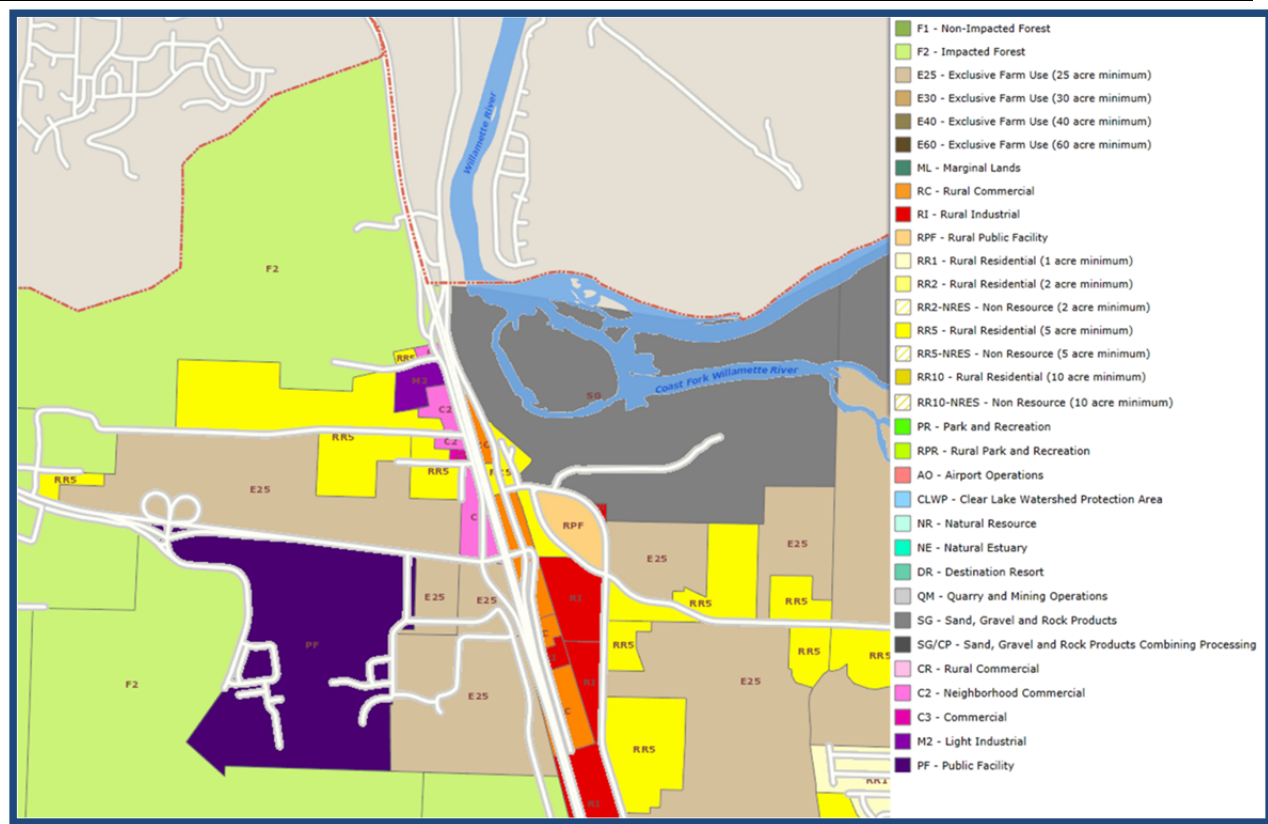 Willamette River
F2
RR5
M2
C2
SG
Coast Fork Willamette River
C2
RR5
RR5
RR5
E25
RPF
E25
E25
RR5
RR5
E25
E25
RI
PF
RR5
RR5
RR5
F2
E25
RI
C
E25
RR5
RR1
RI
F1 - Non-Impacted Forest
F2 - Impacted Forest
E25 - Exclusive Farm Use (25 acre minimum)
E30 - Exclusive Farm Use (30 acre minimum)
E40 - Exclusive Farm Use (40 acre minimum)
E60 - Exclusive Farm Use (60 acre minimum)
ML - Marginal Lands
RC - Rural Commercial
RI - Rural Industrial
RPF - Rural Public Facility
RR1 - Rural Residential (1 acre minimum)
RR2 - Rural Residential (2 acre minimum)
RR2-NRES - Non Resource (2 acre minimum)
RR5 - Rural Residential (5 acre minimum)
RR5-NRES - Non Resource (5 acre minimum)
RR10 - Rural Residential (10 acre minimum)
RR10-NRES - Non Resource (10 acre minimum)
PR - Park and Recreation
RPR - Rural Park and Recreation
AO - Airport Operations
CLWP - Clear Lake Watershed Protection Area
NR - Natural Resource
NE - Natural Estuary
DR - Destination Resort
QM - Quarry and Mining Operations
SG - Sand, Gravel and Rock Products
SG/CP - Sand, Gravel and Rock Products Combining Processing
CR - Rural Commercial
C2 - Neighborhood Commercial
C3 - Commercial
M2 - Light Industrial
PF - Public Facility